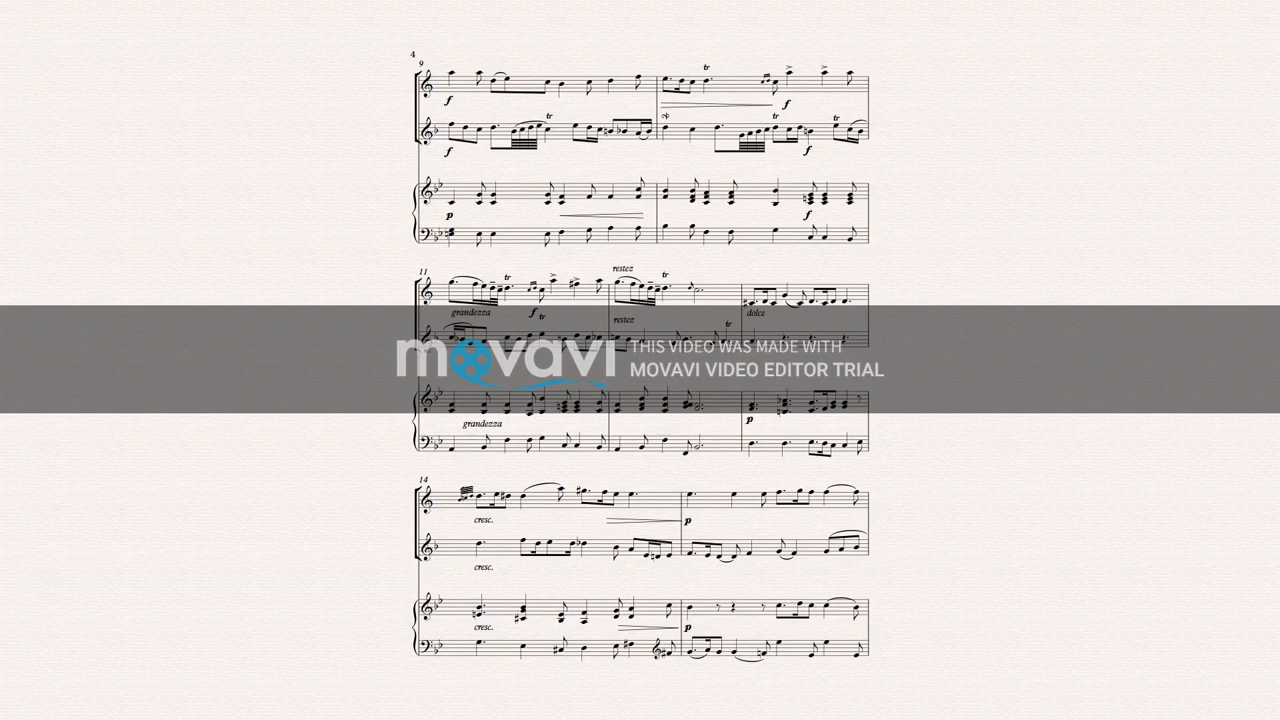 4
9
tr
f
f
tr
f
tr
tr
tr
f
p
f
11
restez
tr
tr
grandezza
f
dolce
tr
restez
tr
movavi
THIS VIDEO WAS MADE WITH
MOVAVI VIDEO EDITOR TRIAL
grandezza
p
14
cresc.
p
cresc.
cresc.
p